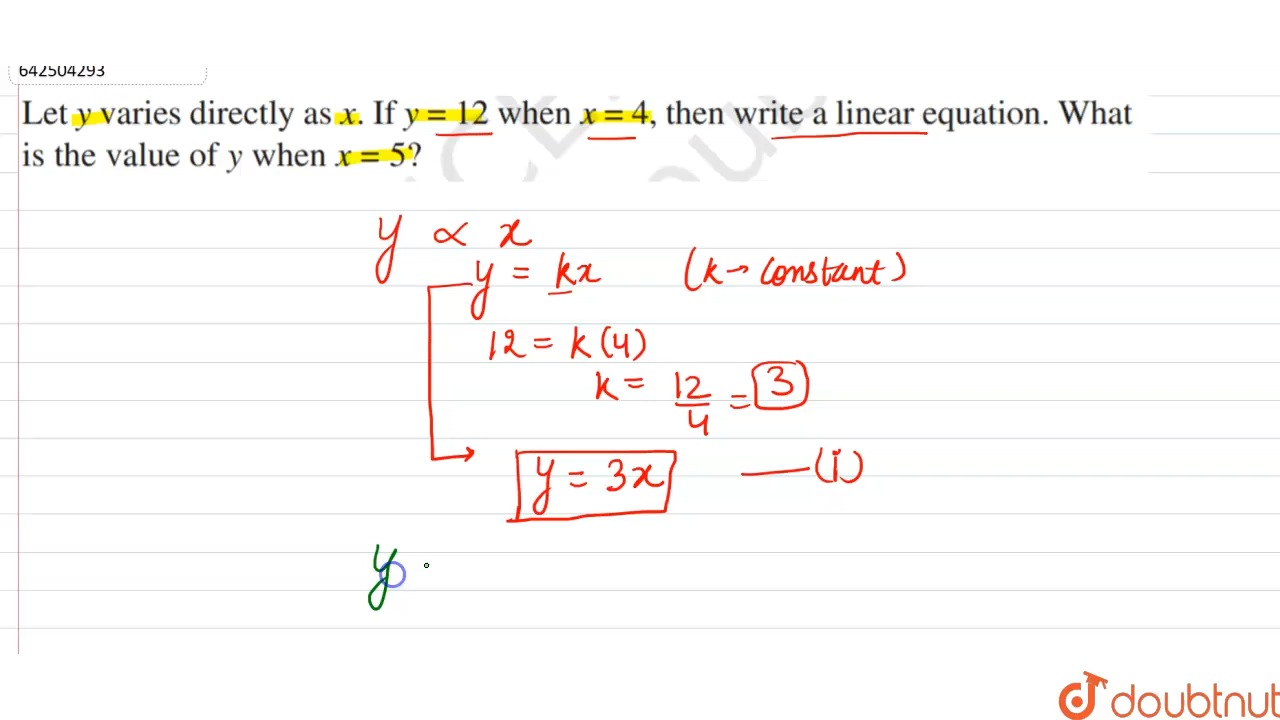 642504293
Let y varies directly as x. If y = 12 when x = 4, then write a linear equation. What
is the value of y when x = 5?
y ∝ x
y = kx (k → constant)
12 = k (4)
k = 12/4 = 3
y = 3x —(i)
y
doubtnut